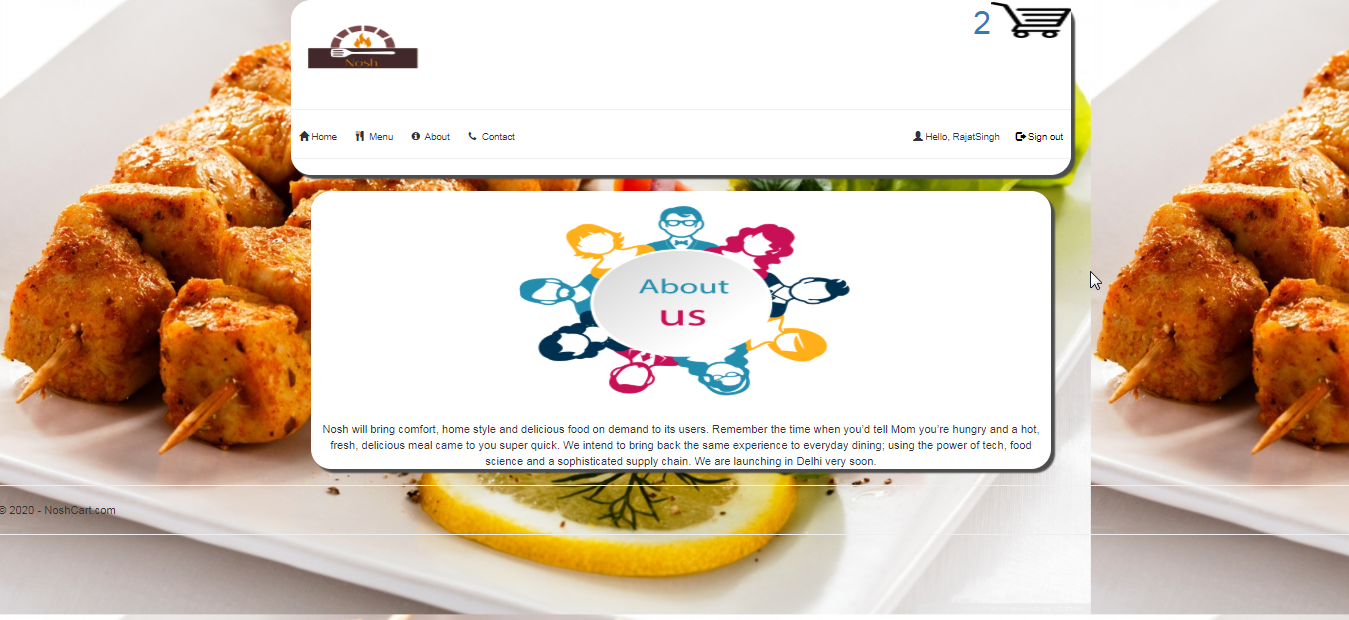 2
Nosh
Home Menu About Contact Hello, RajatSingh Sign out
About
us
Nosh will bring comfort, home style and delicious food on demand to its users. Remember the time when you'd tell Mom you're hungry and a hot,
fresh, delicious meal came to you super quick. We intend to bring back the same experience to everyday dining; using the power of tech, food
science and a sophisticated supply chain. We are launching in Delhi very soon.
© 2020 - NoshCart.com